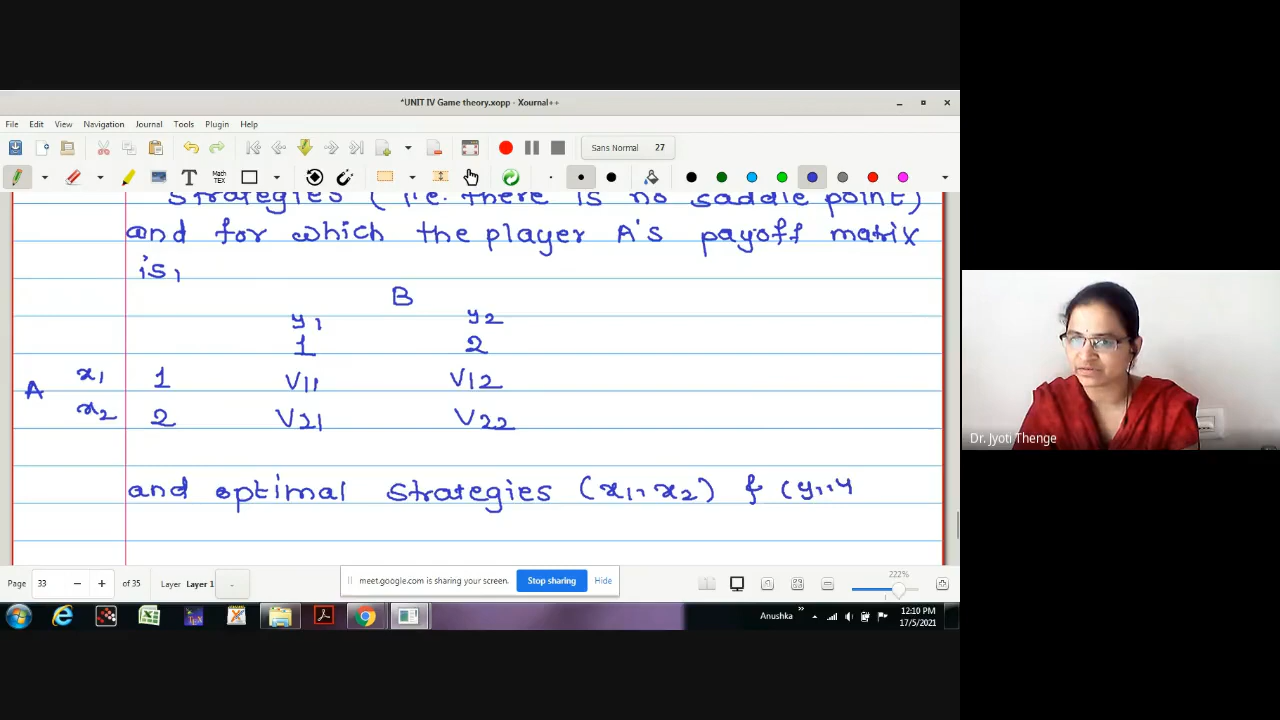 *UNIT IV Game theory.xopp - Xournal++
File Edit View Navigation Journal Tools Plugin Help
Sans Normal 27
Math
TEX
Strategies (i.e. there is no saddle point)
and for which the player A's payoff matrix
is,
B
y1 y2
1 2
A x1 1 V11 V12
x2 2 V21 V22
and optimal strategies (x1, x2) & (y1, y
Page 33 of 35 Layer Layer 1
222%
meet.google.com is sharing your screen. Stop sharing Hide
Anushka
12:10 PM
17/5/2021
Dr. Jyoti Thenge